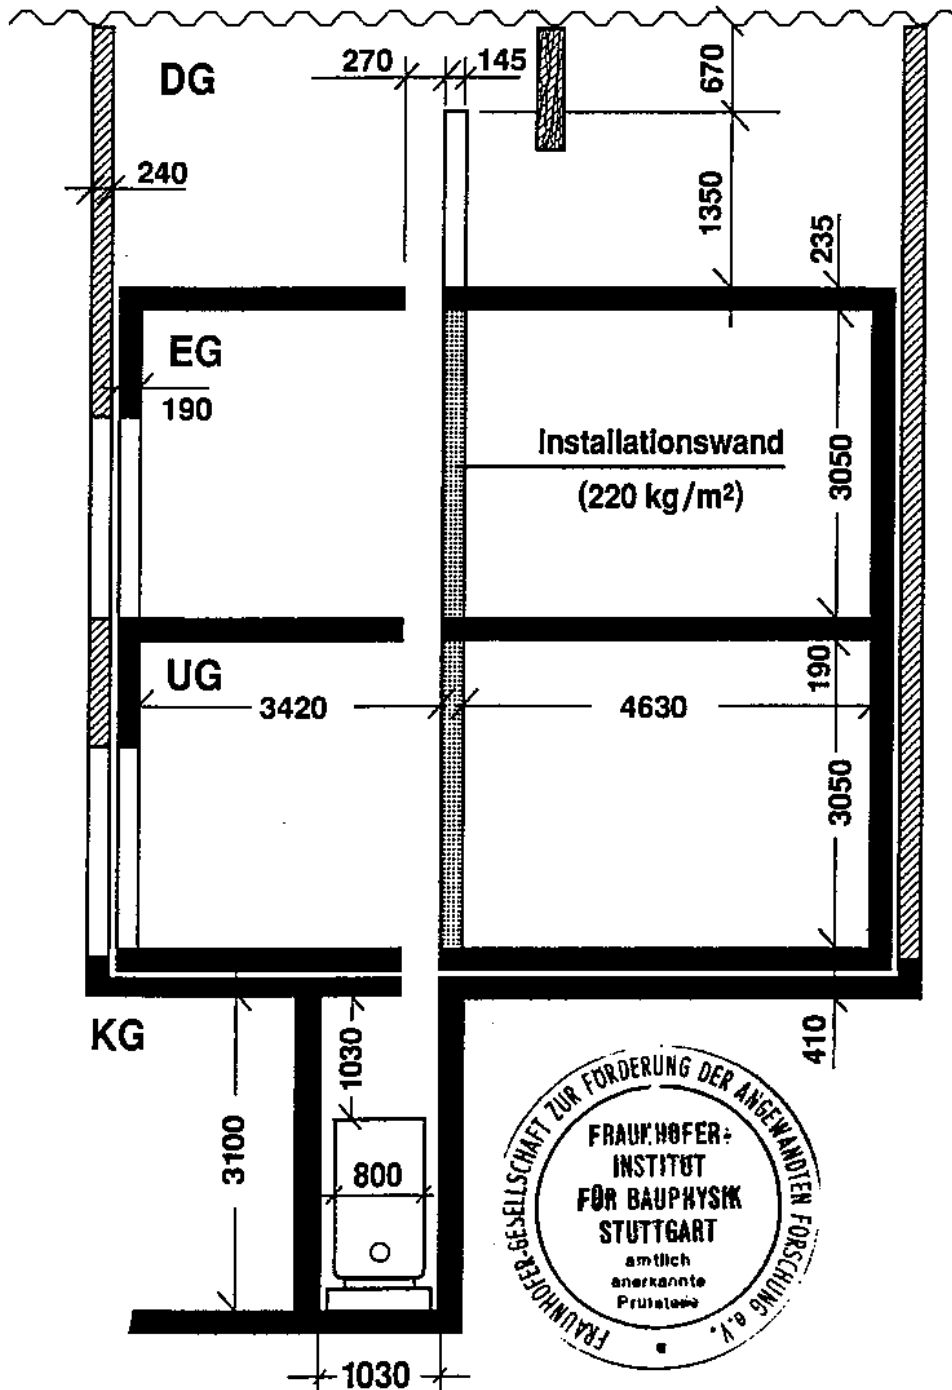 DG
270
145
670
240
1350
235
EG
190
Installationswand
(220 kg/m²)
3050
UG
3420
4630
190
3050
KG
410
1030
3100
800
1030
FRAUNHOFER-GESELLSCHAFT ZUR FÖRDERUNG DER ANGEWANDTEN FORSCHUNG e.V.
FRAUNHOFER-
INSTITUT
FÜR BAUPHYSIK
STUTTGART
amtlich
anerkannte
Prüfstelle